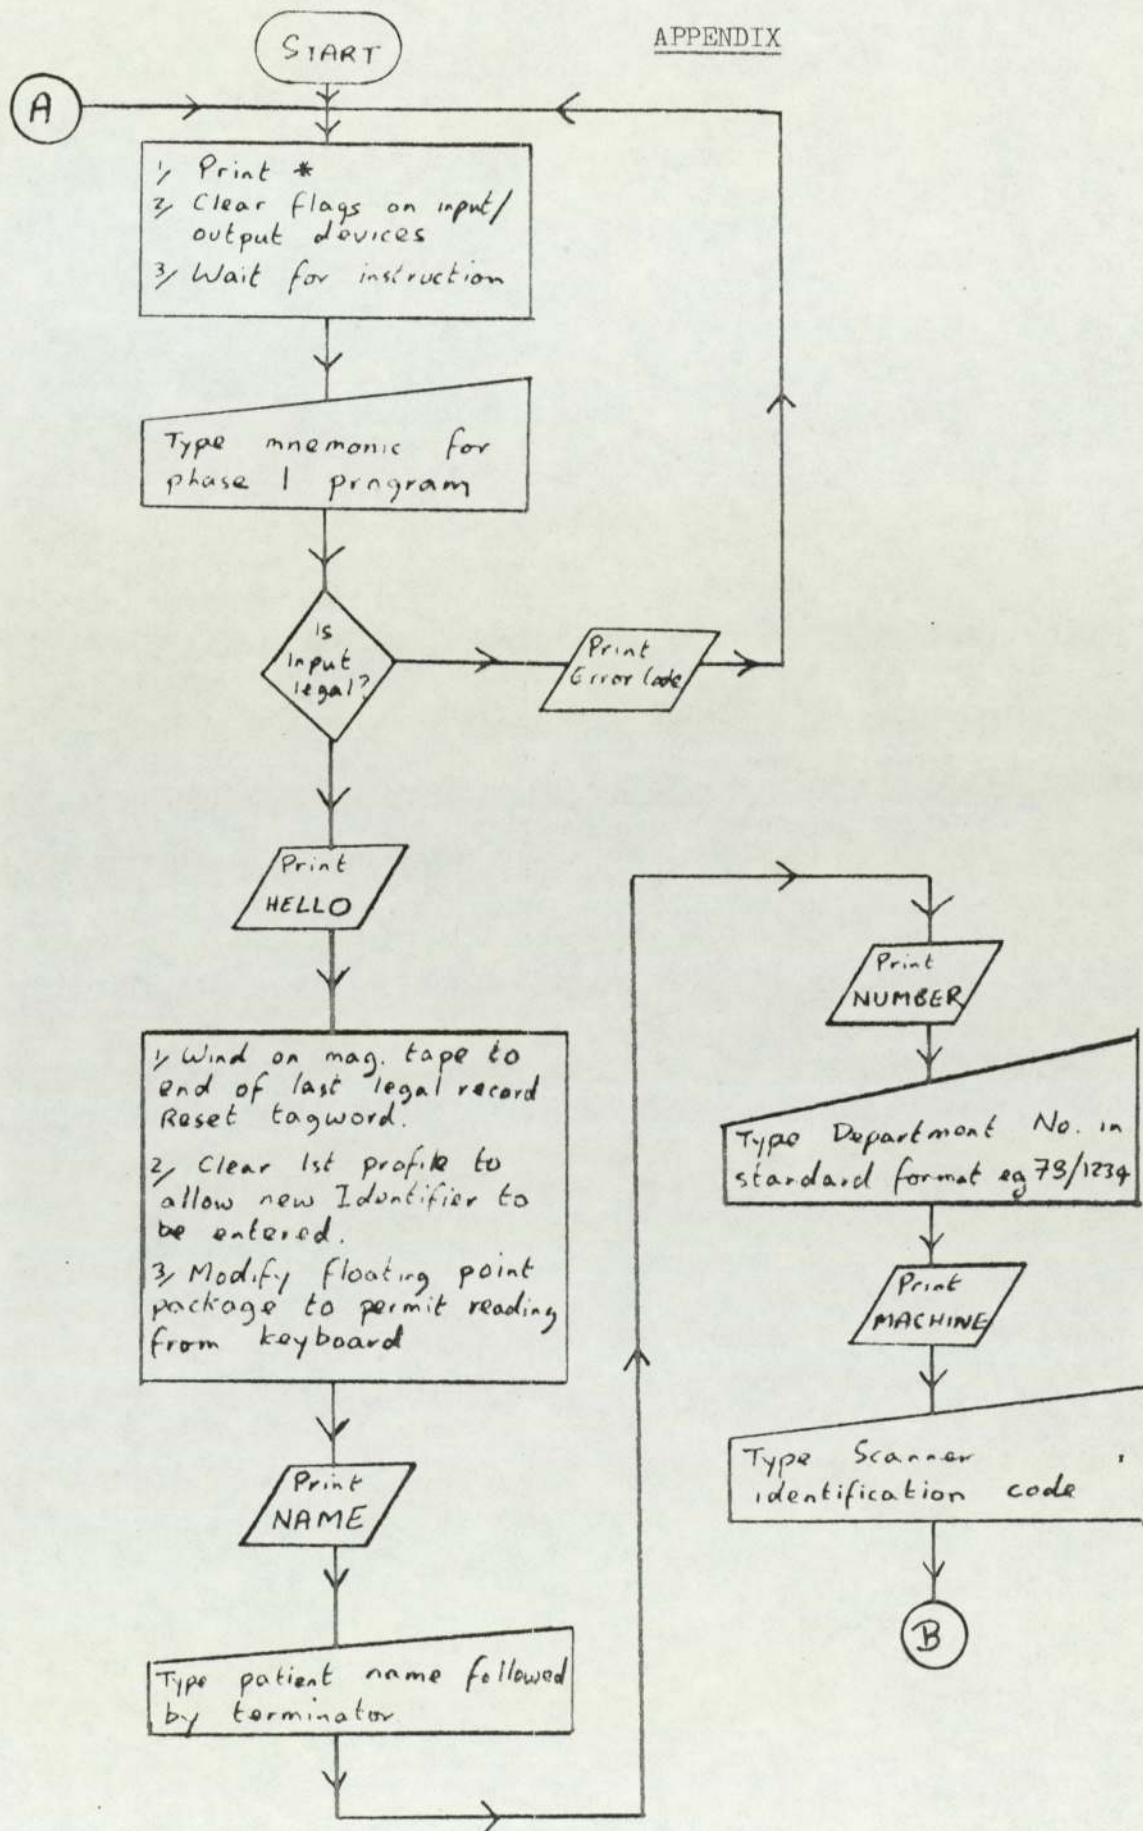 APPENDIX
START
A
1, Print *
2, Clear flags on input/
output devices
3, Wait for instruction
Type mnemonic for
phase 1 program
Is
Input
legal?
Print
Error Code
Print
HELLO
1, Wind on mag. tape to
end of last legal record
Reset tagword.
2, Clear 1st profile to
allow new Identifier to
be entered.
3, Modify floating point
package to permit reading
from keyboard
Print
NAME
Type patient name followed
by terminator
Print
NUMBER
Type Department No. in
standard format eg 79/1234
Print
MACHINE
Type Scanner
identification code
B